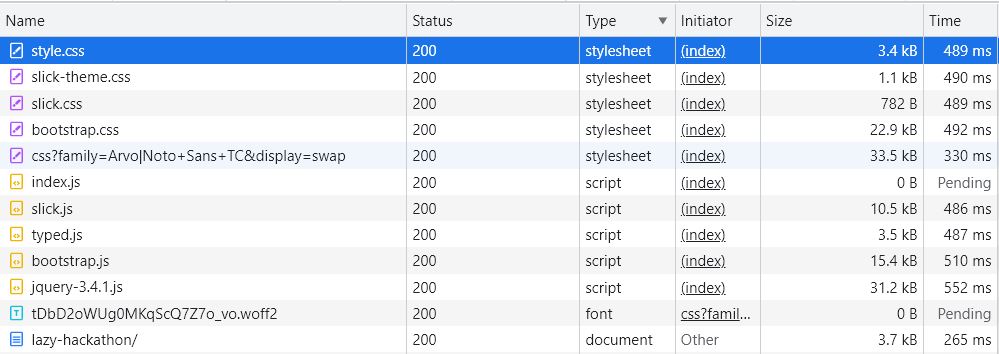 Name Status Type Initiator Size Time
style.css 200 stylesheet (index) 3.4 kB 489 ms
slick-theme.css 200 stylesheet (index) 1.1 kB 490 ms
slick.css 200 stylesheet (index) 782 B 489 ms
bootstrap.css 200 stylesheet (index) 22.9 kB 492 ms
css?family=Arvo|Noto+Sans+TC&display=swap 200 stylesheet (index) 33.5 kB 330 ms
index.js 200 script (index) 0 B Pending
slick.js 200 script (index) 10.5 kB 486 ms
typed.js 200 script (index) 3.5 kB 487 ms
bootstrap.js 200 script (index) 15.4 kB 510 ms
jquery-3.4.1.js 200 script (index) 31.2 kB 552 ms
tDbD2oWUg0MKqScQ7Z7o_vo.woff2 200 font css?famil... 0 B Pending
lazy-hackathon/ 200 document Other 3.7 kB 265 ms